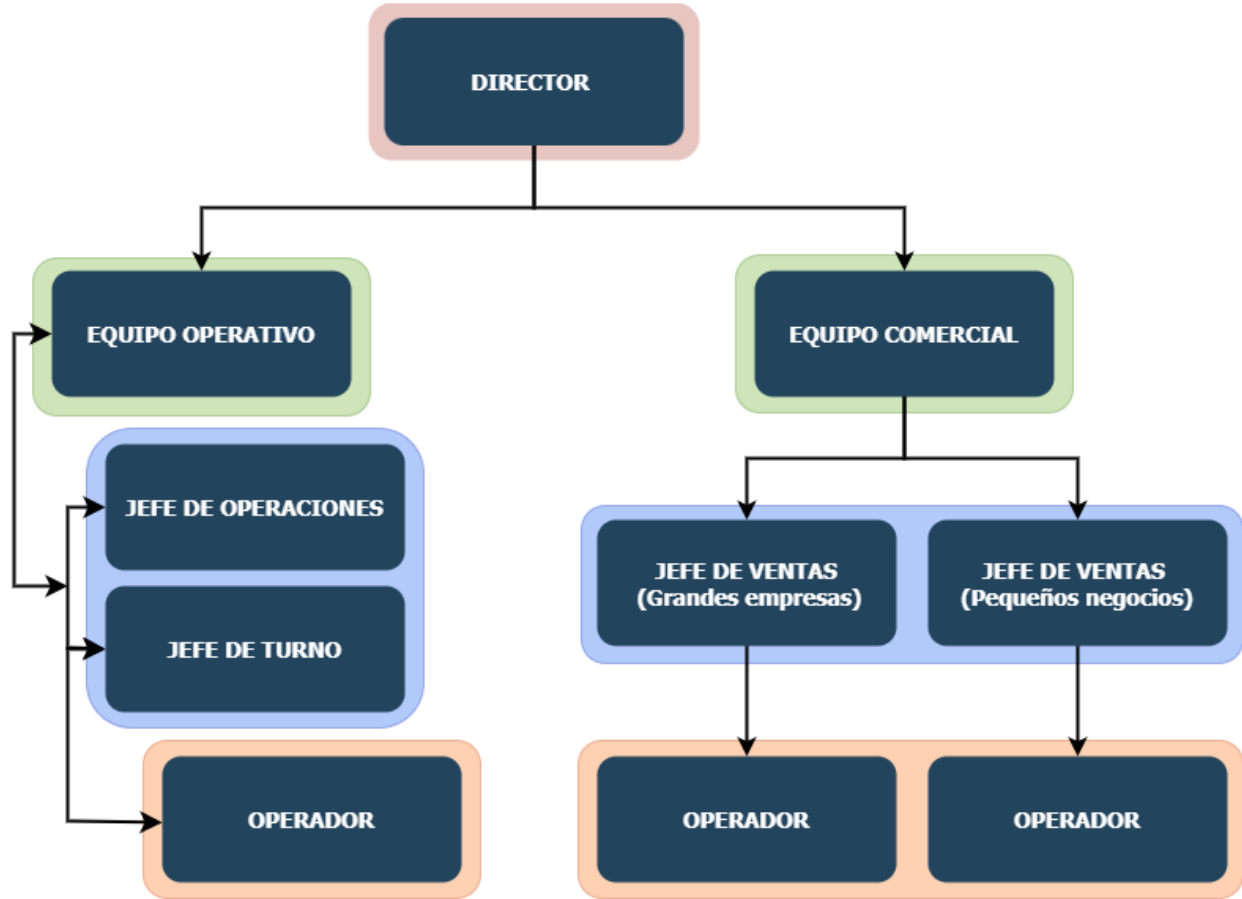 DIRECTOR
EQUIPO OPERATIVO
EQUIPO COMERCIAL
JEFE DE OPERACIONES
JEFE DE TURNO
OPERADOR
JEFE DE VENTAS
(Grandes empresas)
JEFE DE VENTAS
(Pequeños negocios)
OPERADOR
OPERADOR